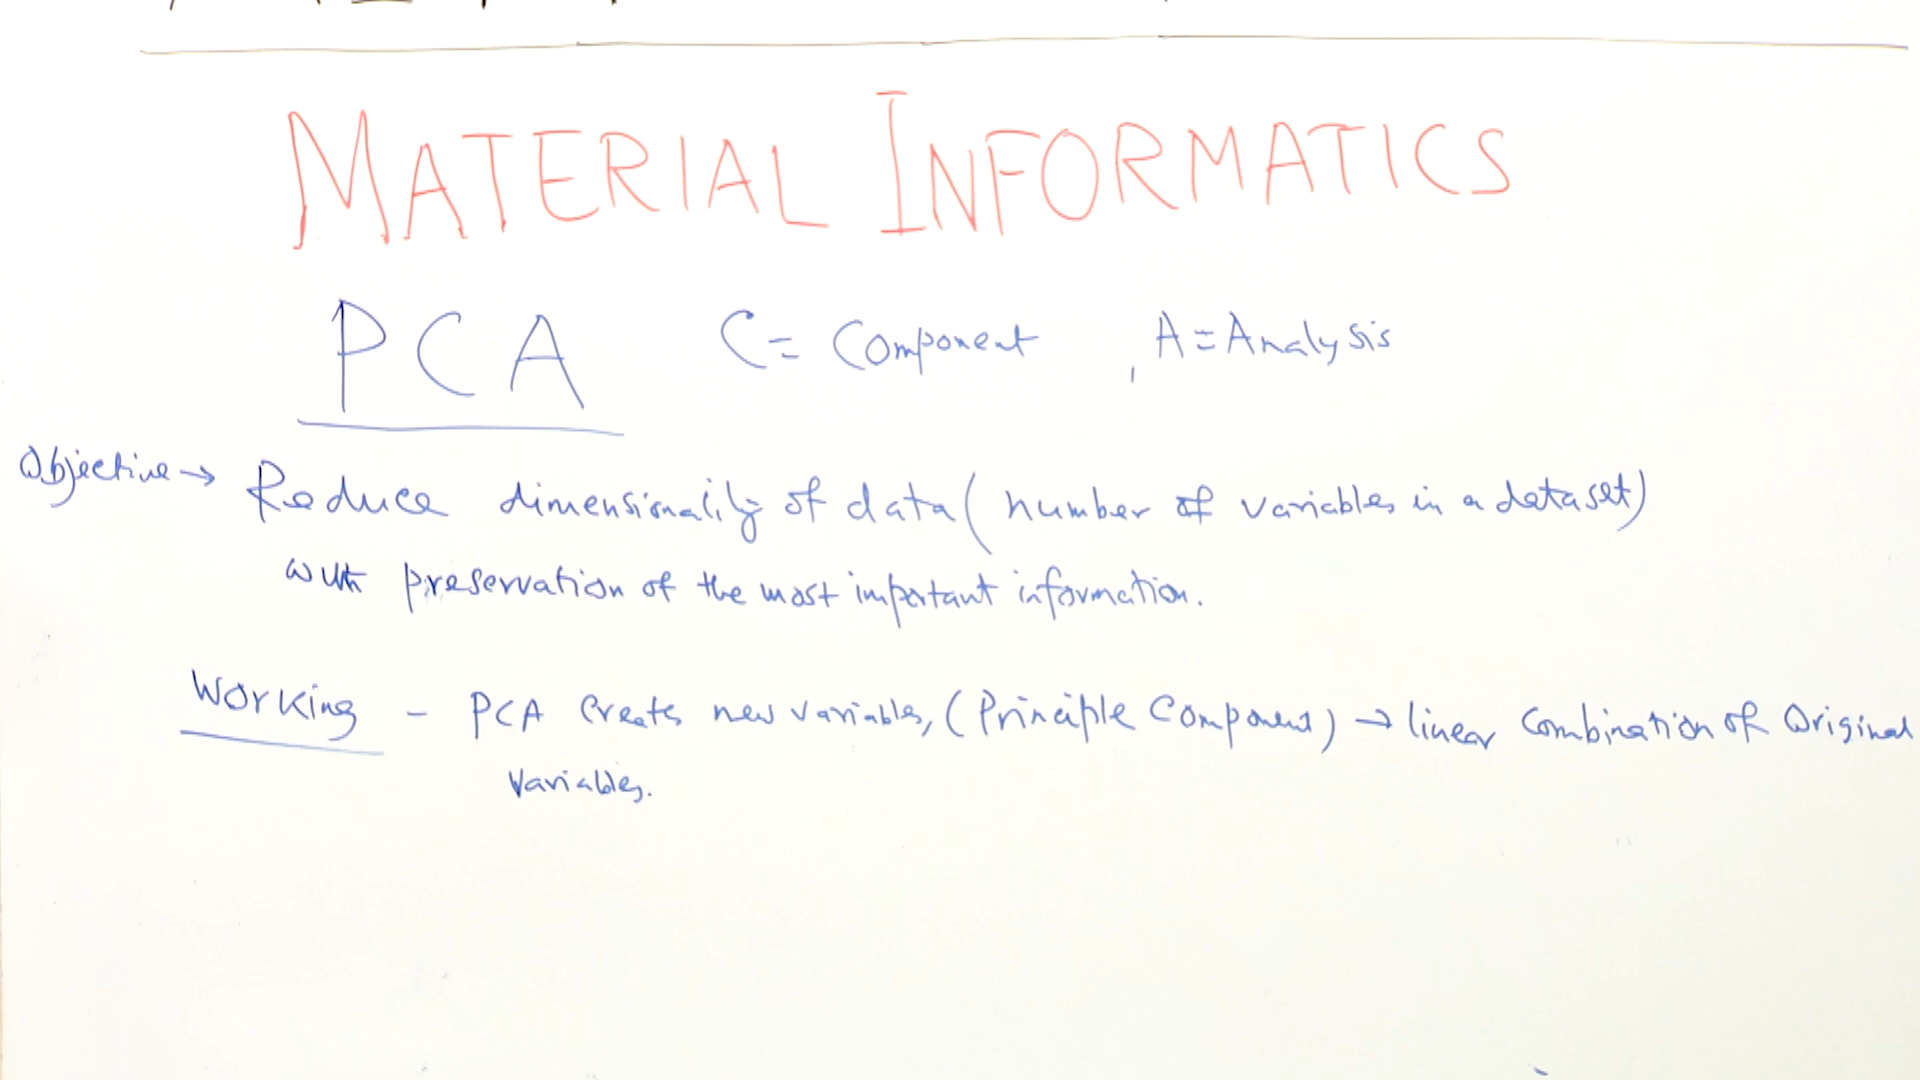 MATERIAL INFORMATICS
PCA C= Component , A=Analysis
Objective → Reduce dimensionality of data ( number of variables in a dataset)
with preservation of the most important information.
Working - PCA Creates new variables, (Principle Component) → linear Combination of Original
Variables.